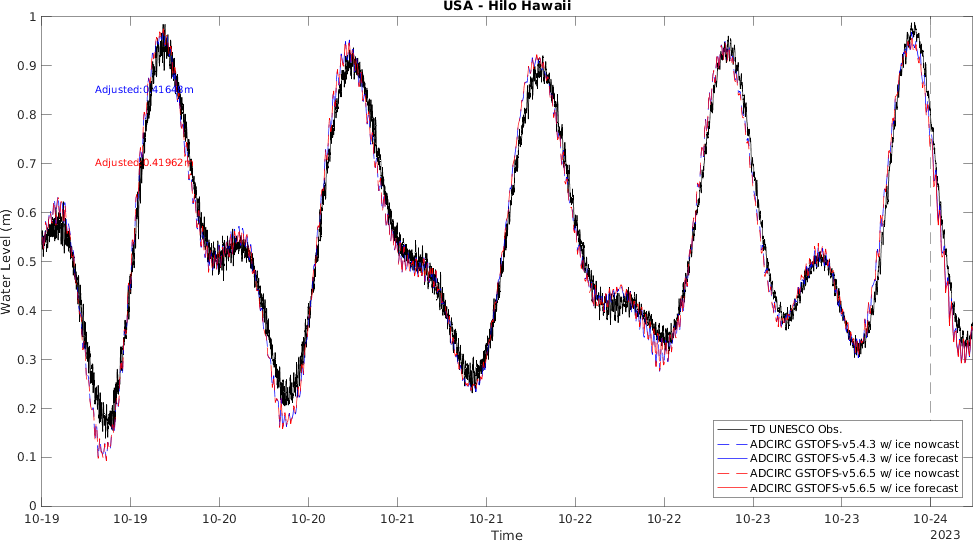 USA - Hilo Hawaii
1
0.9
0.8
0.7
0.6
0.5
0.4
0.3
0.2
0.1
0
Water Level (m)
Adjusted:0.41643m
Adjusted:0.41962m
TD UNESCO Obs.
ADCIRC GSTOFS-v5.4.3 w/ ice nowcast
ADCIRC GSTOFS-v5.4.3 w/ ice forecast
ADCIRC GSTOFS-v5.6.5 w/ ice nowcast
ADCIRC GSTOFS-v5.6.5 w/ ice forecast
10-19 10-19 10-20 10-20 10-21 10-21 10-22 10-22 10-23 10-23 10-24
Time
2023